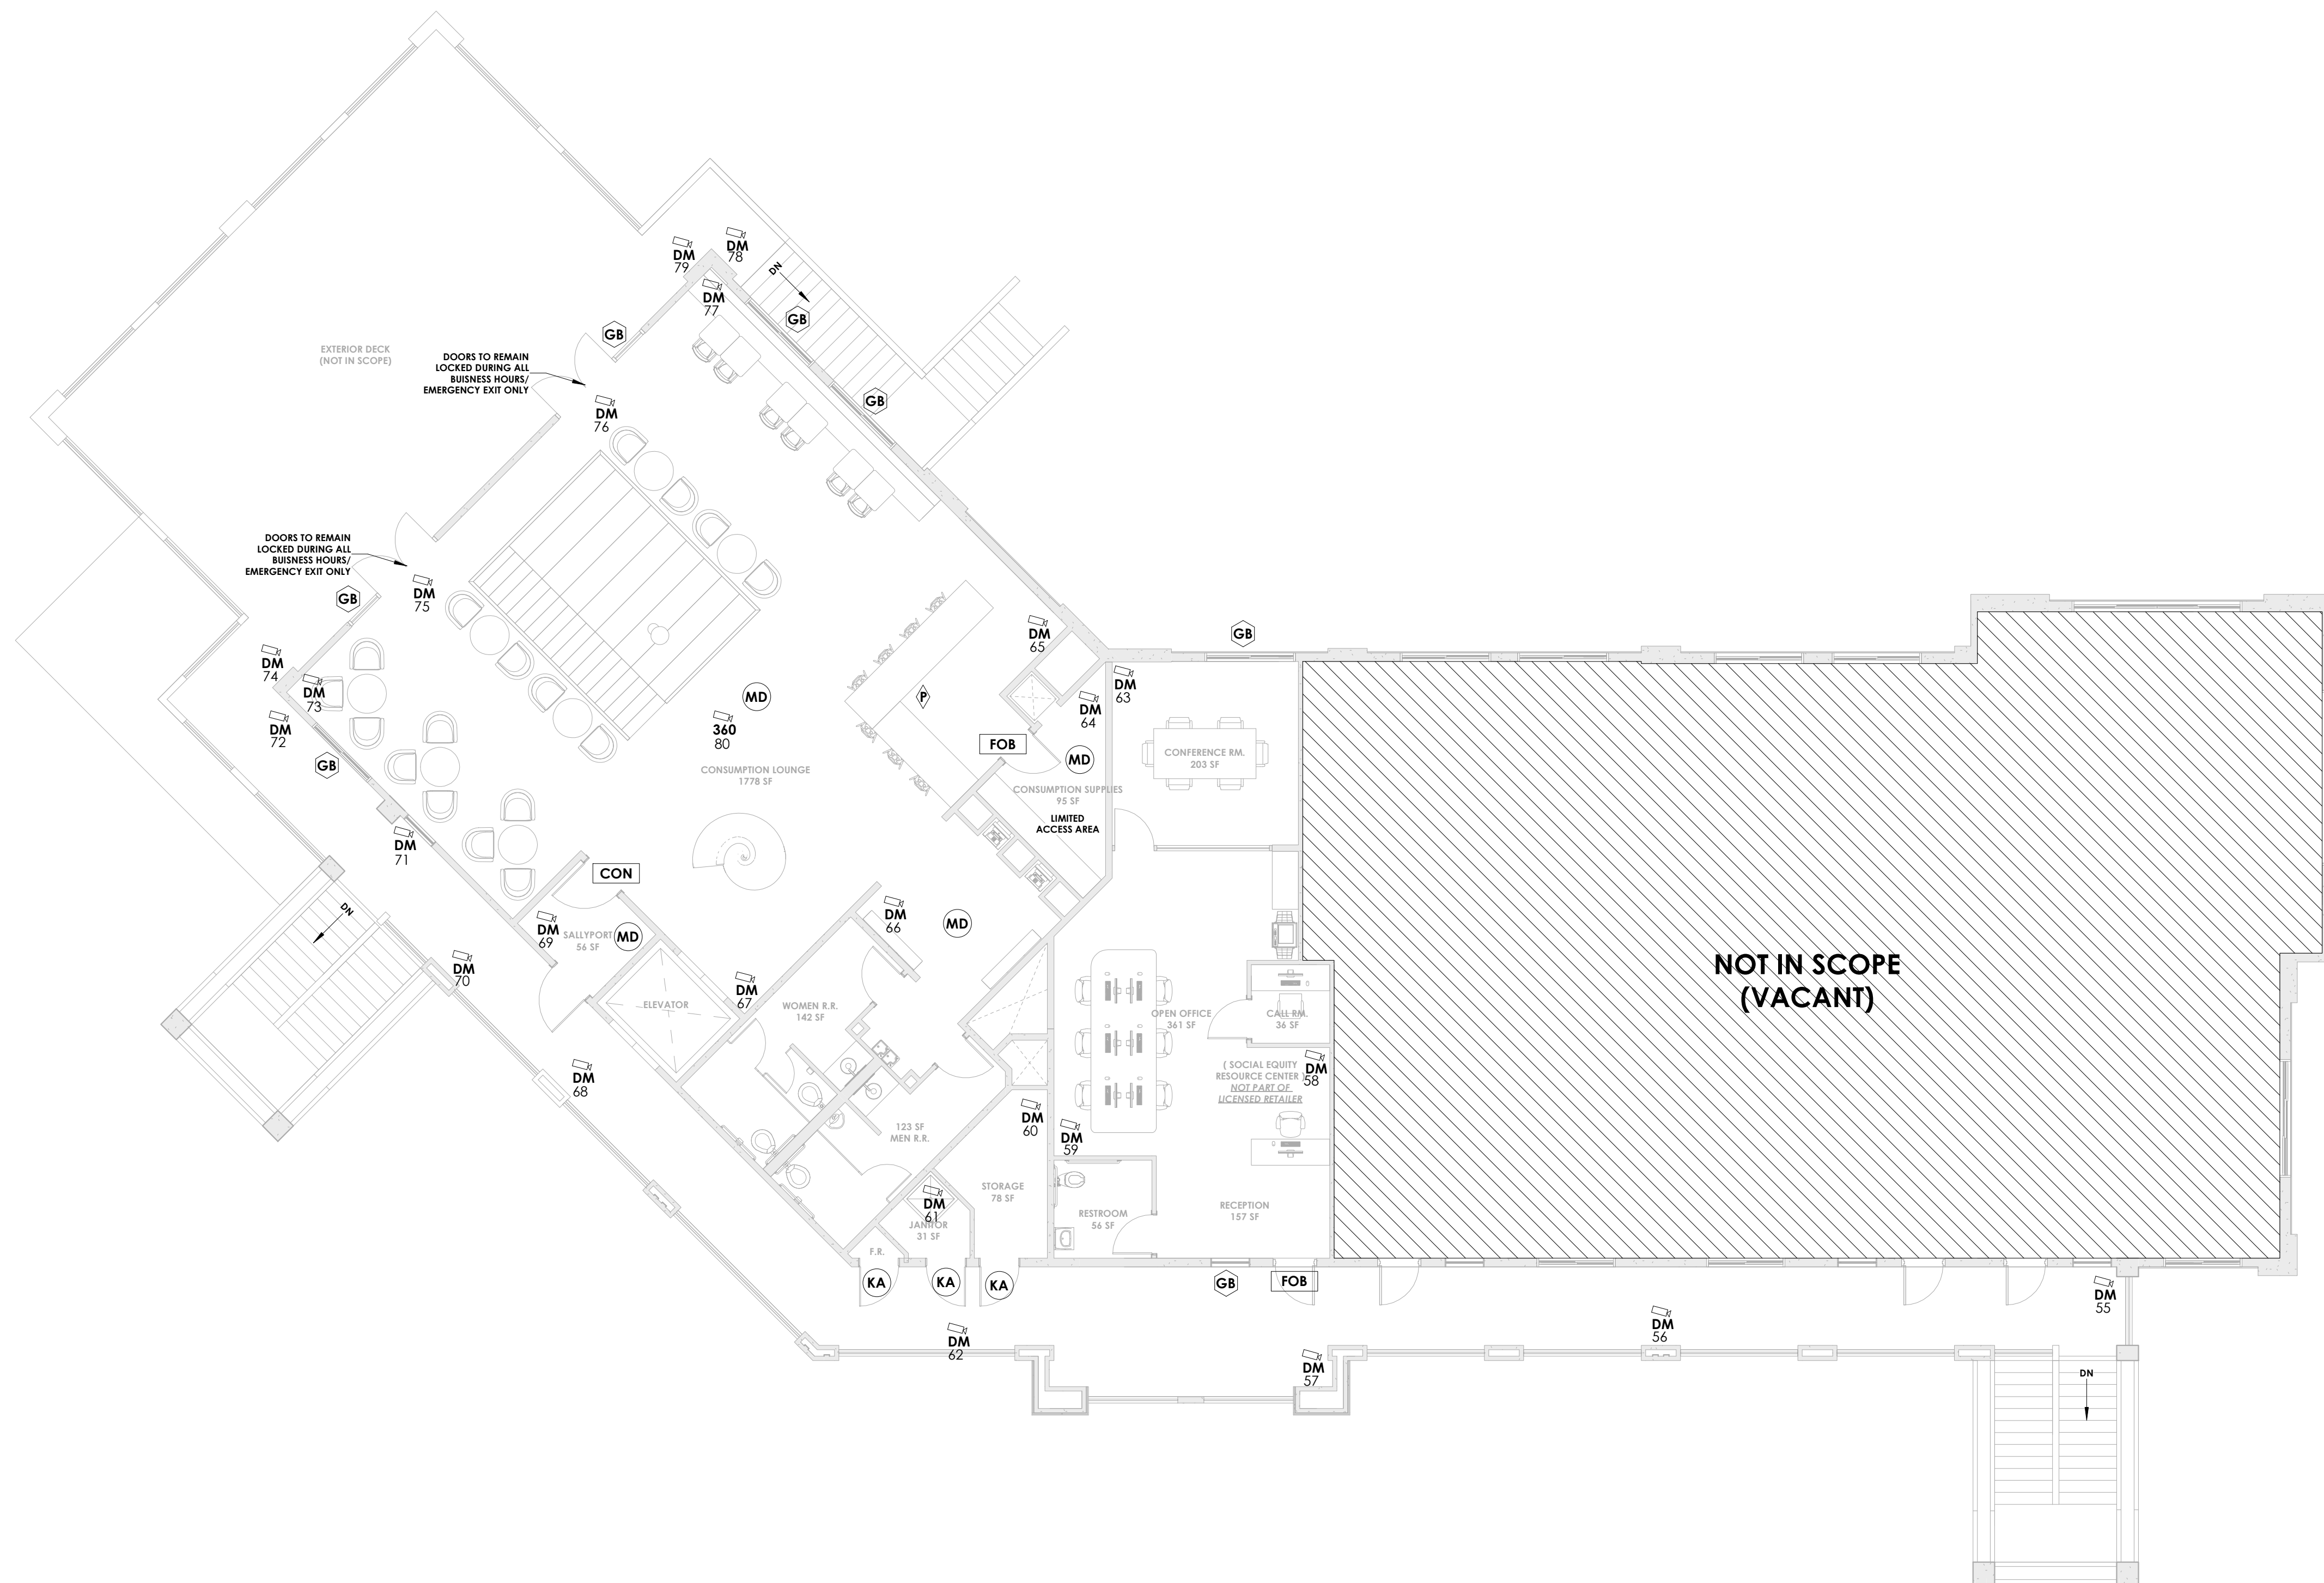 DM
78
DM
79
DN
DM
77
GB
GB
EXTERIOR DECK
(NOT IN SCOPE)
DOORS TO REMAIN
LOCKED DURING ALL
BUISNESS HOURS/
EMERGENCY EXIT ONLY
DM
76
GB
DOORS TO REMAIN
LOCKED DURING ALL
BUISNESS HOURS/
EMERGENCY EXIT ONLY
DM
75
GB
DM
74
DM
73
DM
72
GB
DM
71
DM
65
GB
DM
63
DM
64
P
MD
360
80
FOB
MD
CONFERENCE RM.
203 SF
CONSUMPTION LOUNGE
1778 SF
CONSUMPTION SUPPLIES
95 SF
LIMITED
ACCESS AREA
CON
DN
DM
69
SALLYPORT
56 SF
MD
DM
66
MD
DM
70
DM
67
ELEVATOR
WOMEN R.R.
142 SF
NOT IN SCOPE
(VACANT)
OPEN OFFICE
361 SF
CALL RM.
36 SF
DM
68
( SOCIAL EQUITY
RESOURCE CENTER )
NOT PART OF
LICENSED RETAILER
DM
58
DM
60
DM
59
123 SF
MEN R.R.
STORAGE
78 SF
DM
61
JANITOR
31 SF
RESTROOM
56 SF
RECEPTION
157 SF
F.R.
KA
KA
KA
GB
FOB
DM
55
DM
56
DM
62
DM
57
DN